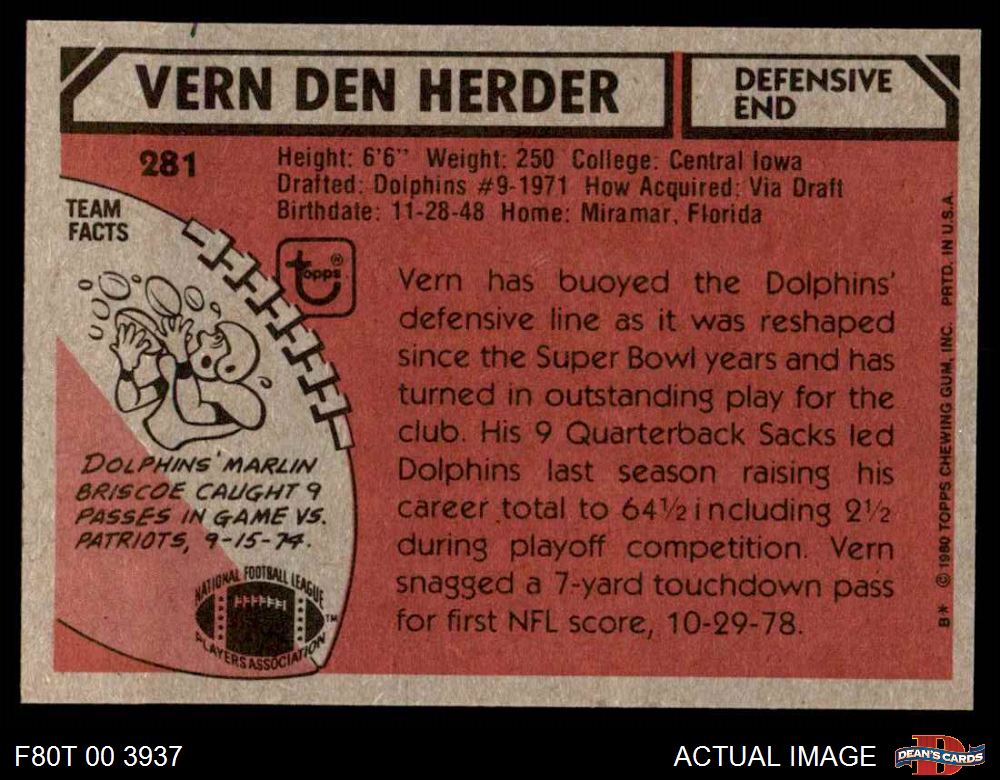 VERN DEN HERDER
DEFENSIVE
END
281
Height: 6'6" Weight: 250 College: Central Iowa
Drafted: Dolphins #9-1971 How Acquired: Via Draft
Birthdate: 11-28-48 Home: Miramar, Florida
TEAM
FACTS
topps®
DOLPHINS' MARLIN
BRISCOE CAUGHT 9
PASSES IN GAME VS.
PATRIOTS, 9-15-74.
NATIONAL FOOTBALL LEAGUE
PLAYERS ASSOCIATION
TM
Vern has buoyed the Dolphins'
defensive line as it was reshaped
since the Super Bowl years and has
turned in outstanding play for the
club. His 9 Quarterback Sacks led
Dolphins last season raising his
career total to 64½ including 2½
during playoff competition. Vern
snagged a 7-yard touchdown pass
for first NFL score, 10-29-78.
B* © 1980 TOPPS CHEWING GUM, INC. PRTD. IN U.S.A.
F80T 00 3937
ACTUAL IMAGE
D
DEAN'S CARDS